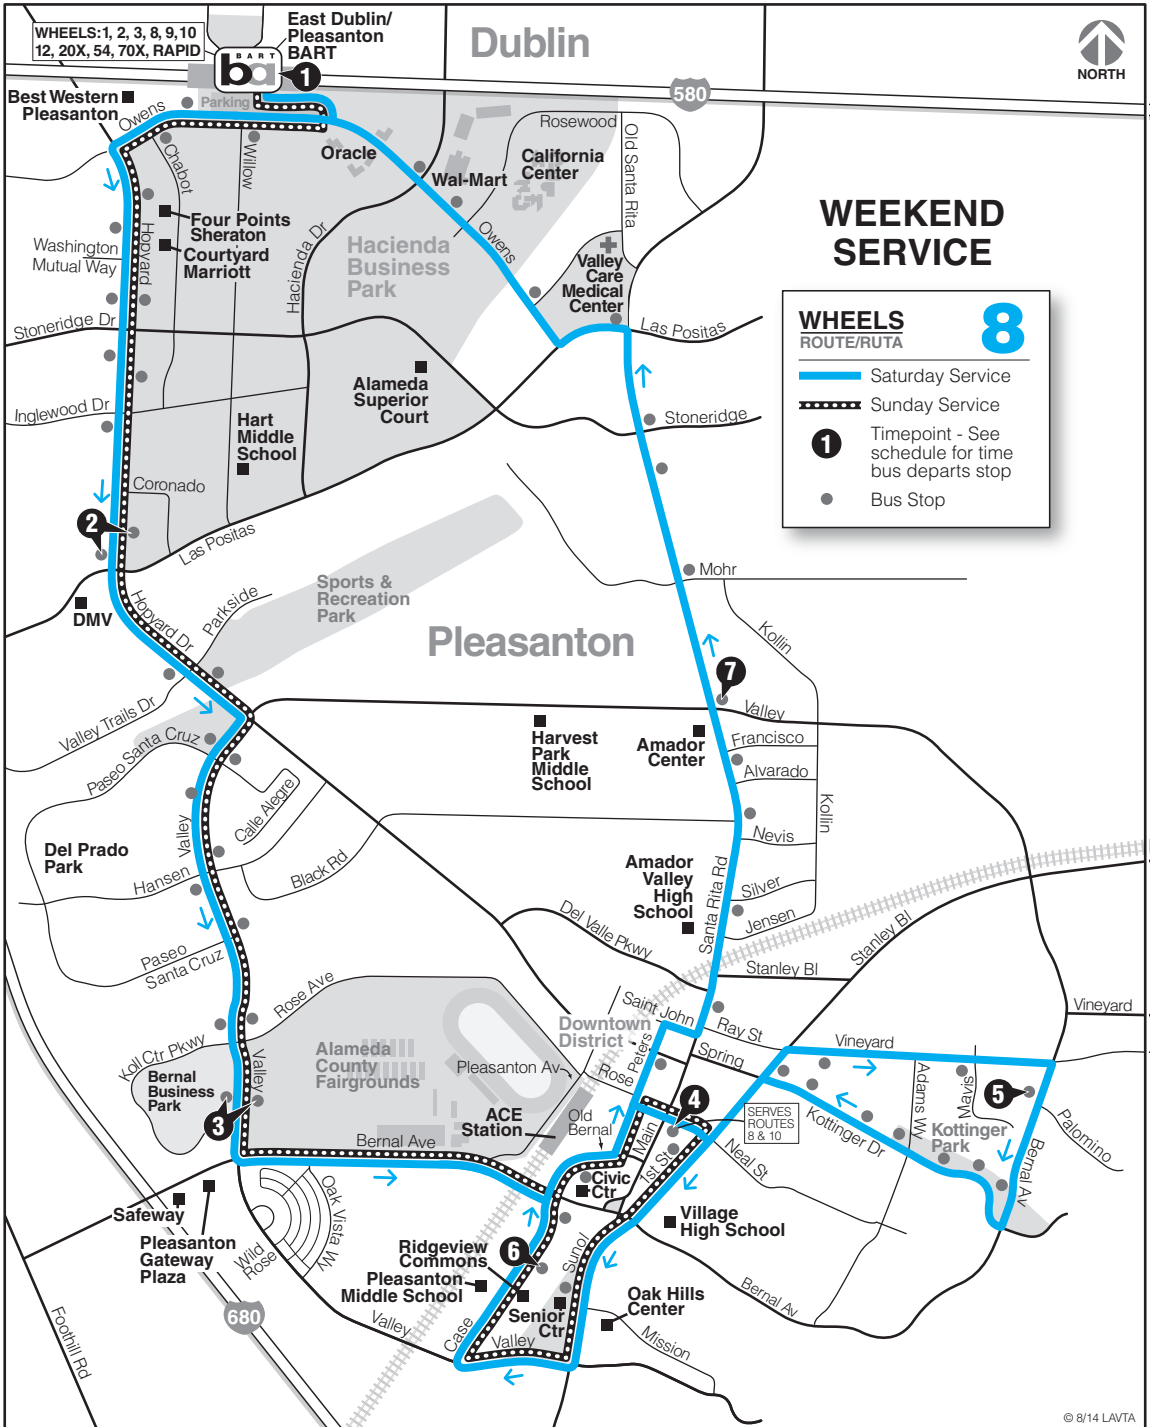 WHEELS:1, 2, 3, 8, 9,10
12, 20X, 54, 70X, RAPID
East Dublin/
Pleasanton
BART
BART
ba
1
Dublin
NORTH
580
Best Western
Pleasanton
Owens
Parking
Chabot
Willow
Oracle
Wal-Mart
Rosewood
California
Center
Old Santa Rita
Hopyard
Four Points
Sheraton
Courtyard
Marriott
Hacienda Dr
Hacienda
Business
Park
Owens
Valley
Care
Medical
Center
Washington
Mutual Way
Stoneridge Dr
Las Positas
WEEKEND
SERVICE
WHEELS
ROUTE/RUTA
8
Saturday Service
Sunday Service
1
Timepoint - See
schedule for time
bus departs stop
Bus Stop
Alameda
Superior
Court
Inglewood Dr
Hart
Middle
School
Stoneridge
Coronado
2
Las Positas
DMV
Hopyard Dr
Parkside
Sports &
Recreation
Park
Pleasanton
Mohr
Kollin
7
Valley
Valley Trails Dr
Paseo Santa Cruz
Harvest
Park
Middle
School
Amador
Center
Francisco
Alvarado
Kollin
Calle Alegre
Valley
Nevis
Del Prado
Park
Hansen
Black Rd
Amador
Valley
High
School
Santa Rita Rd
Silver
Jensen
Del Valle Pkwy
Stanley Bl
Stanley Bl
Paseo
Santa Cruz
Rose Ave
Saint John
Ray St
Vineyard
Koll Ctr Pkwy
Downtown
District
Peters
Spring
Vineyard
Alameda
County
Fairgrounds
Pleasanton Av
Rose
Bernal
Business
Park
Valley
3
ACE
Station
Old
Bernal
4
SERVES
ROUTES
8 & 10
Adams Wy
Mavis
5
Kottinger Dr
Kottinger
Park
Palomino
Bernal Av
Bernal Ave
Main
1st St
Neal St
Civic
Ctr
Village
High School
Safeway
Pleasanton
Gateway
Plaza
Wild
Rose
Oak Vista Wy
Ridgeview
Commons
6
Pleasanton
Middle School
Sunol
Senior
Ctr
Oak Hills
Center
Bernal Av
680
Foothill Rd
Valley
Case
Valley
Mission
© 8/14 LAVTA